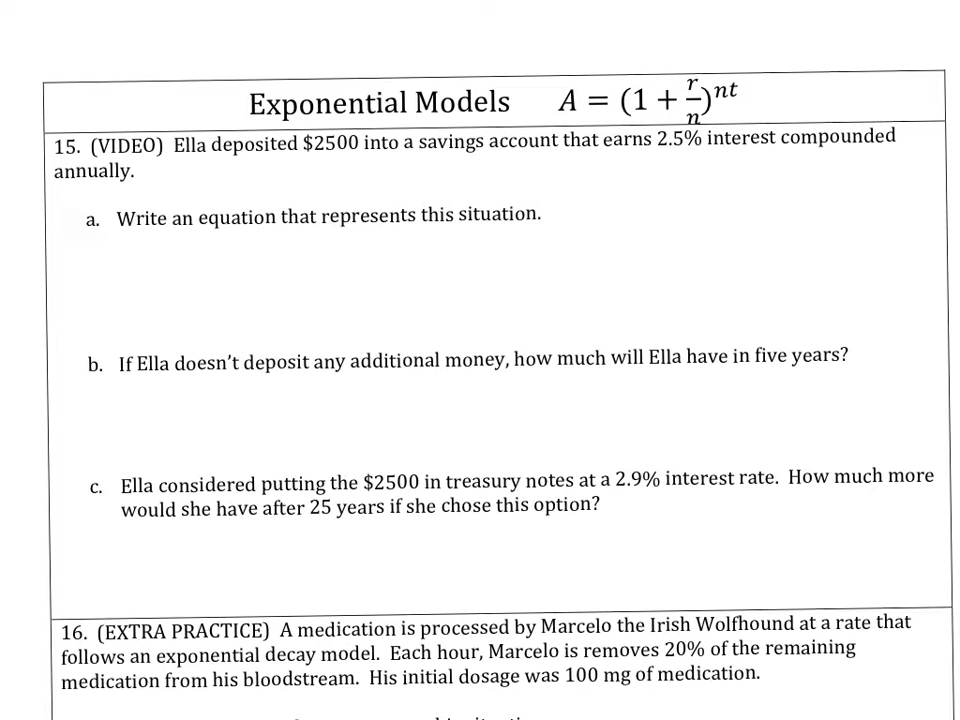 Exponential Models A = (1 + r/n)^nt
15. (VIDEO) Ella deposited $2500 into a savings account that earns 2.5% interest compounded
annually.
a. Write an equation that represents this situation.
b. If Ella doesn't deposit any additional money, how much will Ella have in five years?
c. Ella considered putting the $2500 in treasury notes at a 2.9% interest rate. How much more
would she have after 25 years if she chose this option?
16. (EXTRA PRACTICE) A medication is processed by Marcelo the Irish Wolfhound at a rate that
follows an exponential decay model. Each hour, Marcelo is removes 20% of the remaining
medication from his bloodstream. His initial dosage was 100 mg of medication.